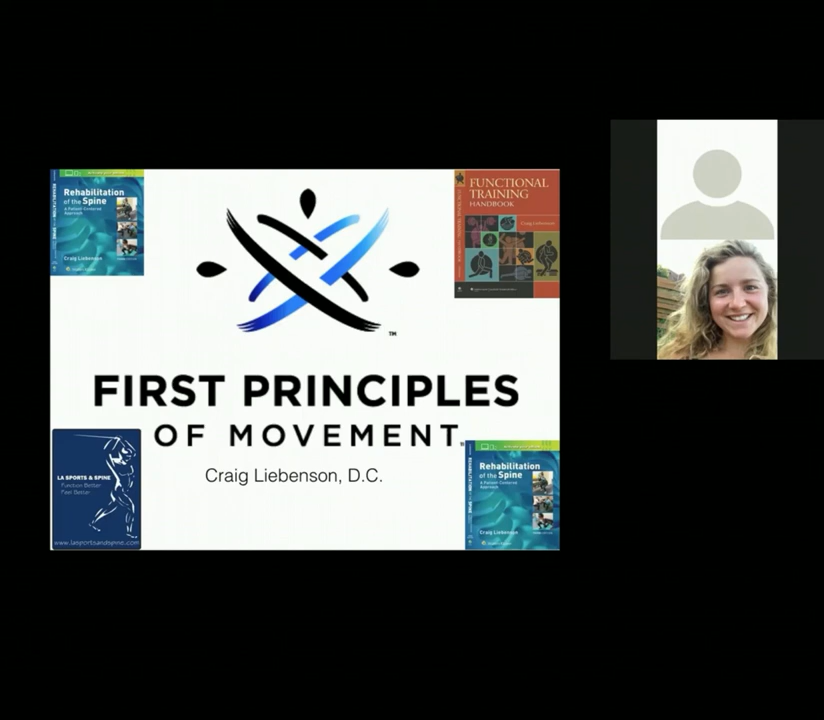 Rehabilitation
of the Spine
A Patient-Centered
Approach
Craig Liebenson
FUNCTIONAL
TRAINING
HANDBOOK
Craig Liebenson
TM
FIRST PRINCIPLES
OF MOVEMENT
Craig Liebenson, D.C.
LA SPORTS & SPINE
Function Better
Feel Better
www.lasportsandspine.com
Rehabilitation
of the Spine
A Patient-Centered
Approach
Craig Liebenson